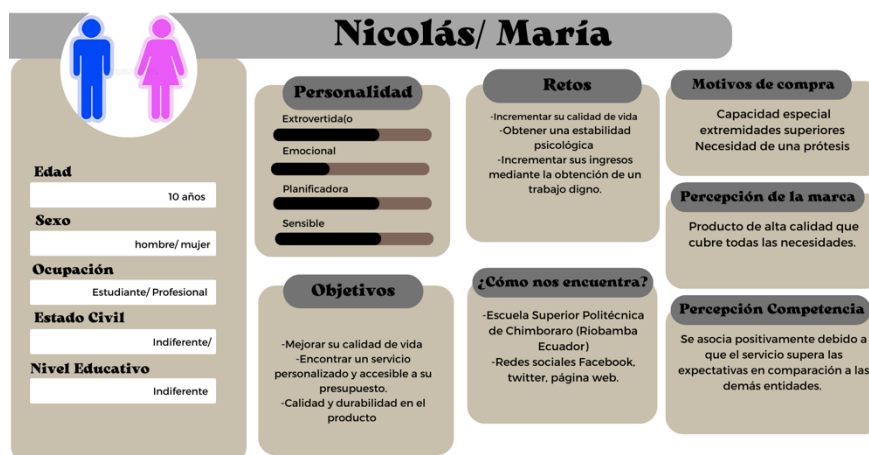 Nicolás/ María
Edad
10 años
Sexo
hombre/ mujer
Ocupación
Estudiante/ Profesional
Estado Civil
Indiferente/
Nivel Educativo
Indiferente
Personalidad
Extrovertida(o
Emocional
Planificadora
Sensible
Objetivos
-Mejorar su calidad de vida
-Encontrar un servicio
personalizado y accesible a su
presupuesto.
-Calidad y durabilidad en el
producto
Retos
-Incrementar su calidad de vida
-Obtener una estabilidad
psicológica
-Incrementar sus ingresos
mediante la obtención de un
trabajo digno.
¿Cómo nos encuentra?
-Escuela Superior Politécnica
de Chimboraro (Riobamba
Ecuador)
-Redes sociales Facebook,
twitter, página web.
Motivos de compra
Capacidad especial
extremidades superiores
Necesidad de una prótesis
Percepción de la marca
Producto de alta calidad que
cubre todas las necesidades.
Percepción Competencia
Se asocia positivamente debido a
que el servicio supera las
expectativas en comparación a las
demás entidades.